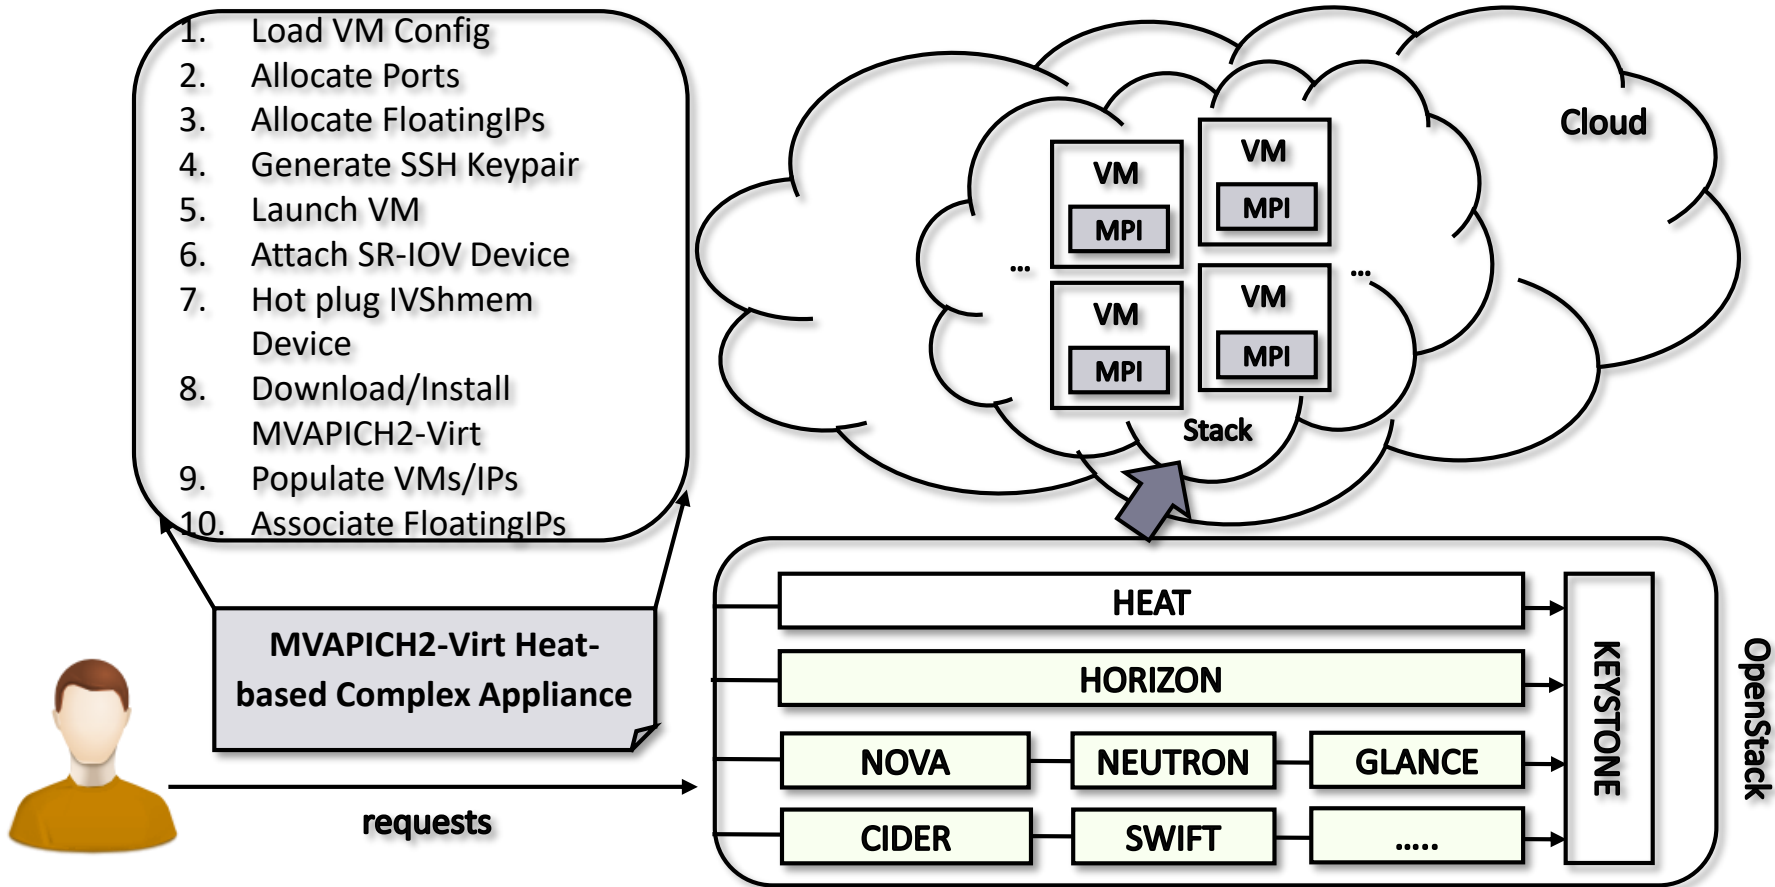 1. Load VM Config
2. Allocate Ports
3. Allocate FloatingIPs
4. Generate SSH Keypair
5. Launch VM
6. Attach SR-IOV Device
7. Hot plug IVShmem
Device
8. Download/Install
MVAPICH2-Virt
9. Populate VMs/IPs
10. Associate FloatingIPs
MVAPICH2-Virt Heat-
based Complex Appliance
requests
Cloud
VM
MPI
VM
MPI
...
VM
MPI
VM
MPI
...
Stack
HEAT
HORIZON
NOVA
NEUTRON
GLANCE
CIDER
SWIFT
.....
KEYSTONE
OpenStack